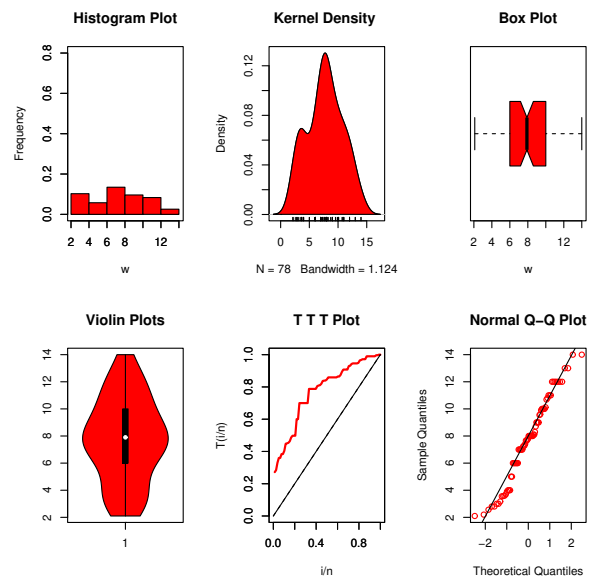 Histogram Plot
Frequency
0.0 0.2 0.4 0.6 0.8
2 4 6 8 12
w
Kernel Density
Density
0.00 0.04 0.08 0.12
0 5 10 15
N = 78 Bandwidth = 1.124
Box Plot
2 4 6 8 12
w
Violin Plots
2 4 6 8 10 12 14
1
T T T Plot
T(i/n)
0.0 0.2 0.4 0.6 0.8 1.0
0.0 0.4 0.8
i/n
Normal Q−Q Plot
Sample Quantiles
2 4 6 8 10 12 14
−2 0 1 2
Theoretical Quantiles